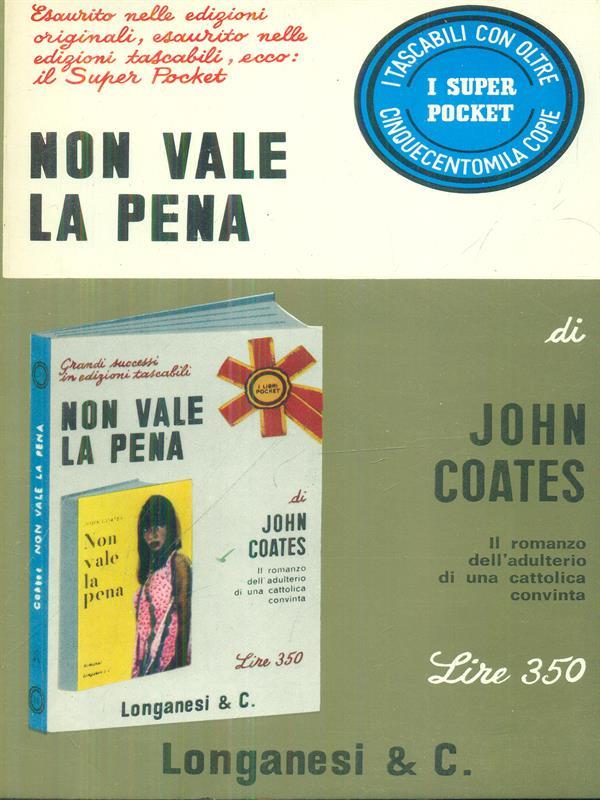 Esaurito nelle edizioni
originali, esaurito nelle
edizioni tascabili, ecco:
il Super Pocket
I TASCABILI CON OLTRE
I SUPER
POCKET
CINQUECENTOMILA COPIE
NON VALE
LA PENA
di
JOHN
COATES
Il romanzo
dell'adulterio
di una cattolica
convinta
Lire 350
Grandi successi
in edizioni tascabili
I LIBRI
POCKET
NON VALE
LA PENA
di
JOHN
COATES
Il romanzo
dell'adulterio
di una cattolica
convinta
Lire 350
Longanesi & C.
NON VALE LA PENA
JOHN COATES
Non
vale
la
pena
Longanesi & C.
Longanesi & C.